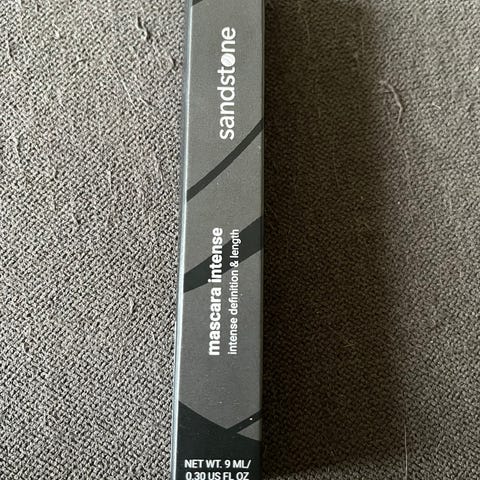 sandstone
mascara intense
intense definition & length
NET WT. 9 ML/
0.30 US FL OZ